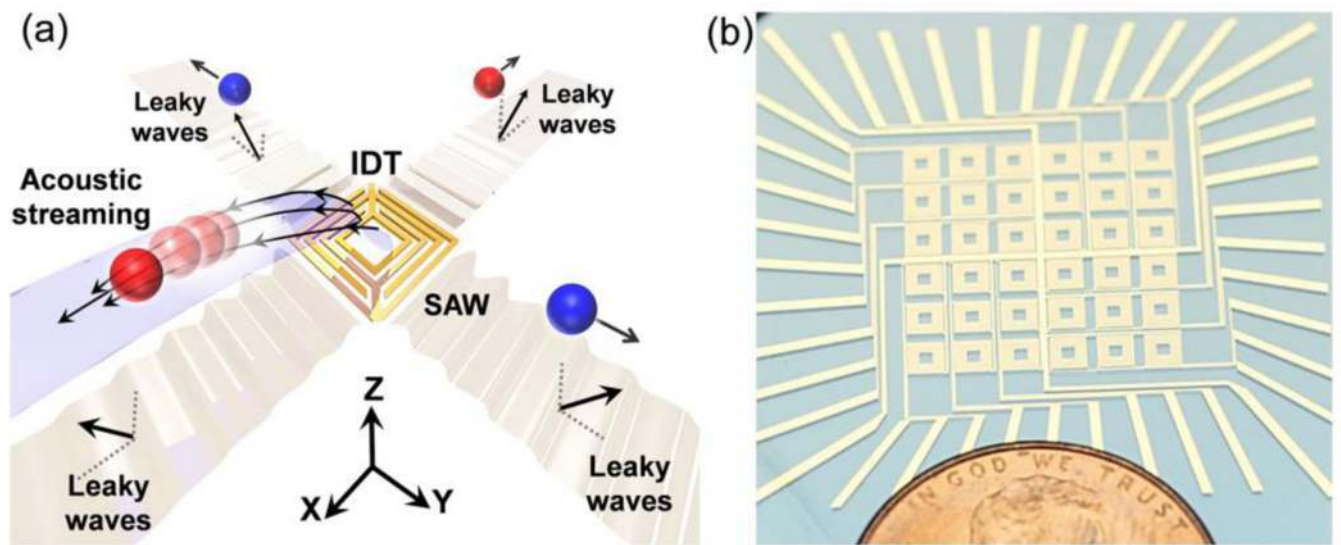 (a)
(b)
Leaky
waves
Leaky
waves
IDT
Acoustic
streaming
SAW
Z
X
Y
Leaky
waves
Leaky
waves
IN GOD WE TRUST